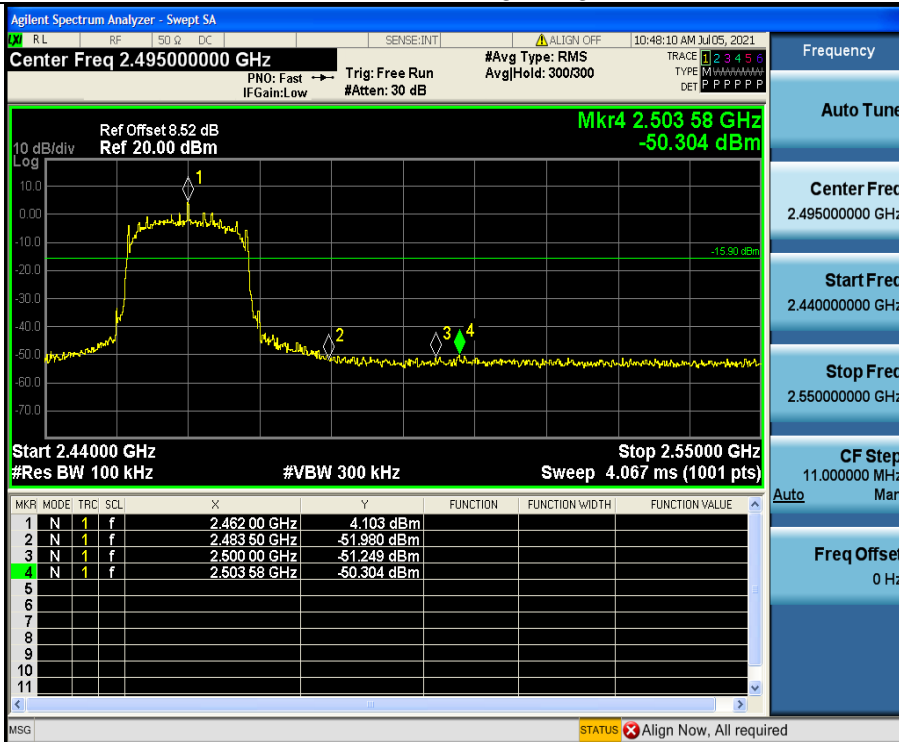 Agilent Spectrum Analyzer - Swept SA
LXI RL RF 50 Ω DC SENSE:INT ALIGN OFF 10:48:10 AM Jul 05, 2021
Center Freq 2.495000000 GHz #Avg Type: RMS TRACE 1 2 3 4 5 6
PNO: Fast Trig: Free Run Avg|Hold: 300/300 TYPE M
IFGain:Low #Atten: 30 dB DET P P P P P P
Mkr4 2.503 58 GHz
-50.304 dBm
Ref Offset 8.52 dB
10 dB/div Ref 20.00 dBm
Log
10.0
0.00
-10.0
-20.0
-30.0
-40.0
-50.0
-60.0
-70.0
1
-15.90 dBm
2
3
4
Start 2.44000 GHz Stop 2.55000 GHz
#Res BW 100 kHz #VBW 300 kHz Sweep 4.067 ms (1001 pts)
MKR MODE TRC SCL X Y FUNCTION FUNCTION WIDTH FUNCTION VALUE
1 N 1 f 2.462 00 GHz 4.103 dBm
2 N 1 f 2.483 50 GHz -51.980 dBm
3 N 1 f 2.500 00 GHz -51.249 dBm
4 N 1 f 2.503 58 GHz -50.304 dBm
5
6
7
8
9
10
11
MSG STATUS Align Now, All required
Frequency
Auto Tune
Center Freq
2.495000000 GHz
Start Freq
2.440000000 GHz
Stop Freq
2.550000000 GHz
CF Step
11.000000 MHz
Auto Man
Freq Offset
0 Hz